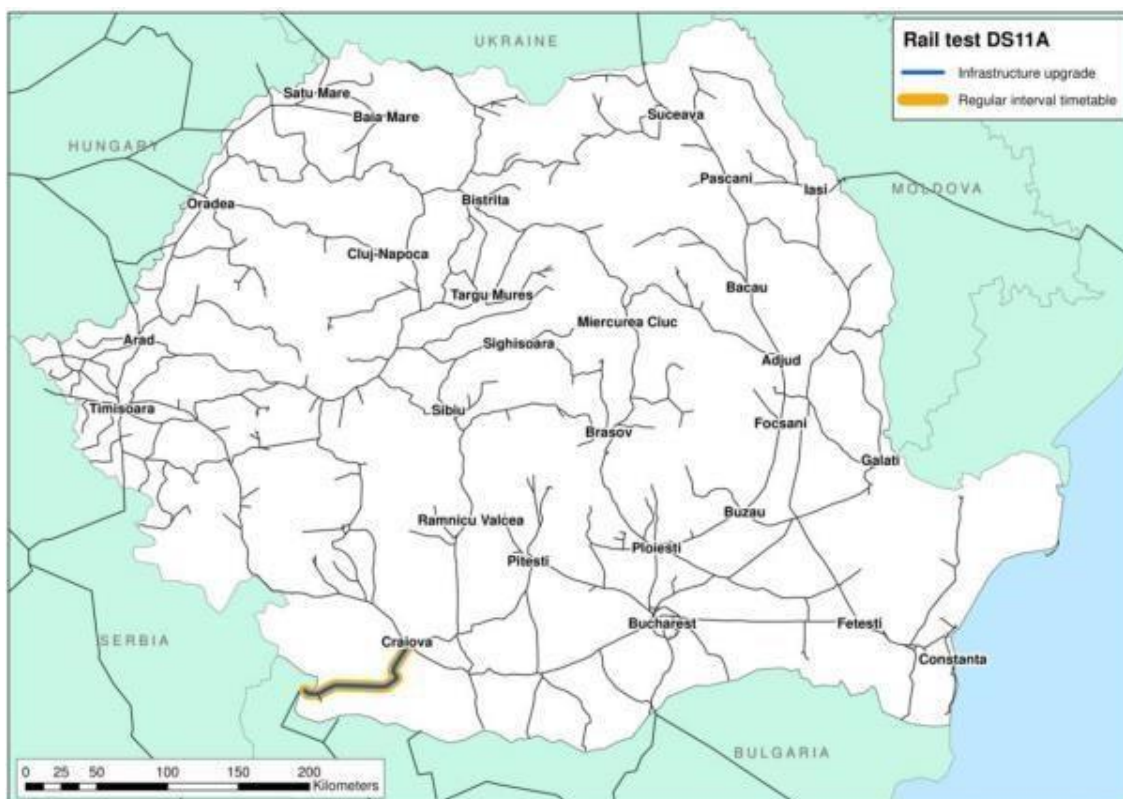 UKRAINE
Rail test DS11A
Infrastructure upgrade
Regular interval timetable
Satu Mare
Baia Mare
Suceava
HUNGARY
Pascani
Iasi
MOLDOVA
Oradea
Bistrita
Cluj-Napoca
Targu Mures
Bacau
Miercurea Ciuc
Arad
Sighisoara
Adjud
Timisoara
Sibiu
Brasov
Focsani
Galati
Ramnicu Valcea
Buzau
Pitesti
Ploiesti
Bucharest
Fetesti
SERBIA
Craiova
Constanta
BULGARIA
0 25 50 100 150 200
Kilometers